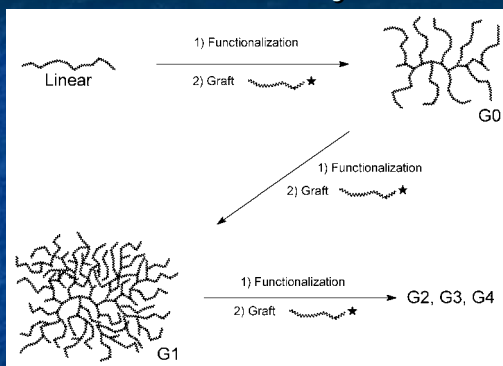 1) Functionalization
2) Graft
Linear
G0
1) Functionalization
2) Graft
G1
1) Functionalization
2) Graft
G2, G3, G4